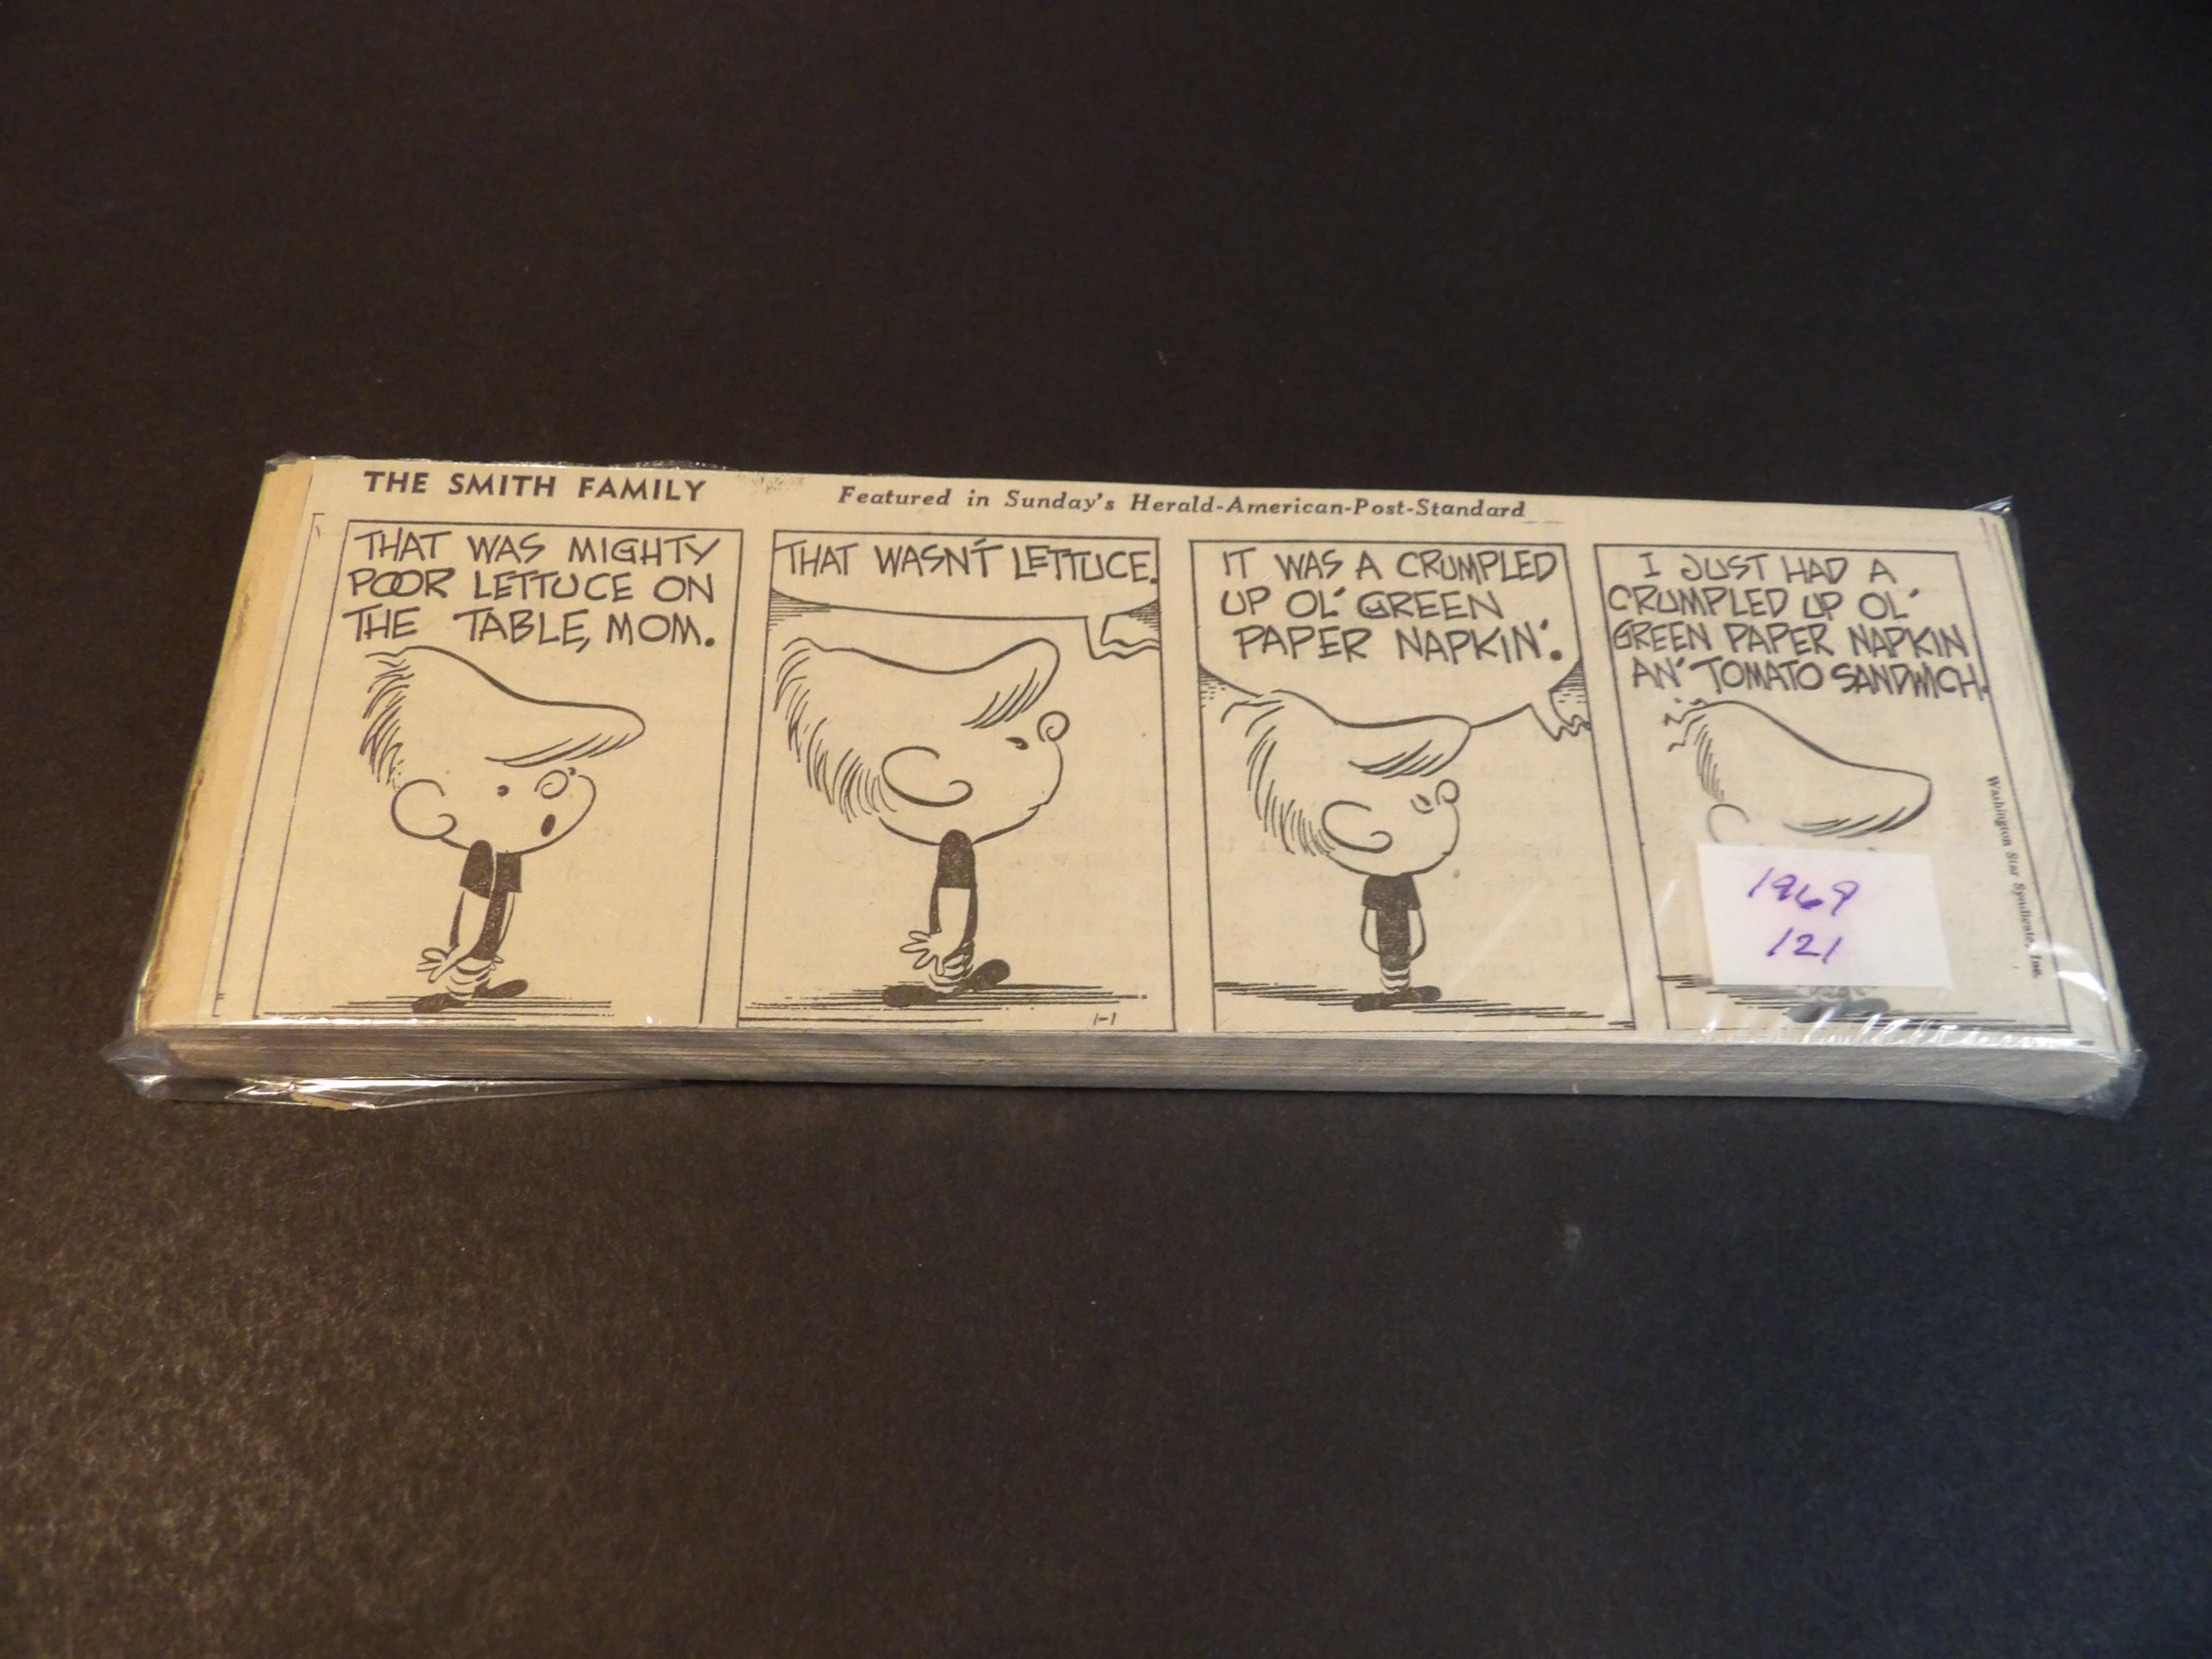 THE SMITH FAMILY
Featured in Sunday's Herald-American-Post-Standard
THAT WAS MIGHTY
POOR LETTUCE ON
THE TABLE, MOM.
THAT WASN'T LETTUCE.
IT WAS A CRUMPLED
UP OL' GREEN
PAPER NAPKIN.
I JUST HAD A
CRUMPLED UP OL'
GREEN PAPER NAPKIN
AN' TOMATO SANDWICH.
Washington Star Syndicate, Inc.
1969
121
1-1